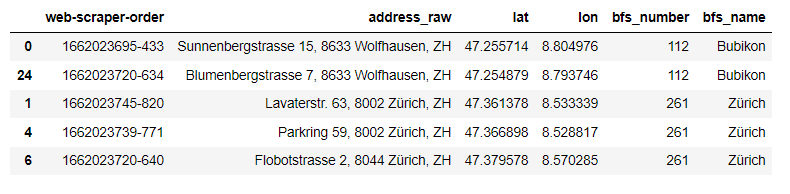 web-scraper-order address_raw lat lon bfs_number bfs_name
0 1662023695-433 Sunnenbergstrasse 15, 8633 Wolfhausen, ZH 47.255714 8.804976 112 Bubikon
24 1662023720-634 Blumenbergstrasse 7, 8633 Wolfhausen, ZH 47.254879 8.793746 112 Bubikon
1 1662023745-820 Lavaterstr. 63, 8002 Zürich, ZH 47.361378 8.533339 261 Zürich
4 1662023739-771 Parkring 59, 8002 Zürich, ZH 47.366898 8.528817 261 Zürich
6 1662023720-640 Flobotstrasse 2, 8044 Zürich, ZH 47.379578 8.570285 261 Zürich